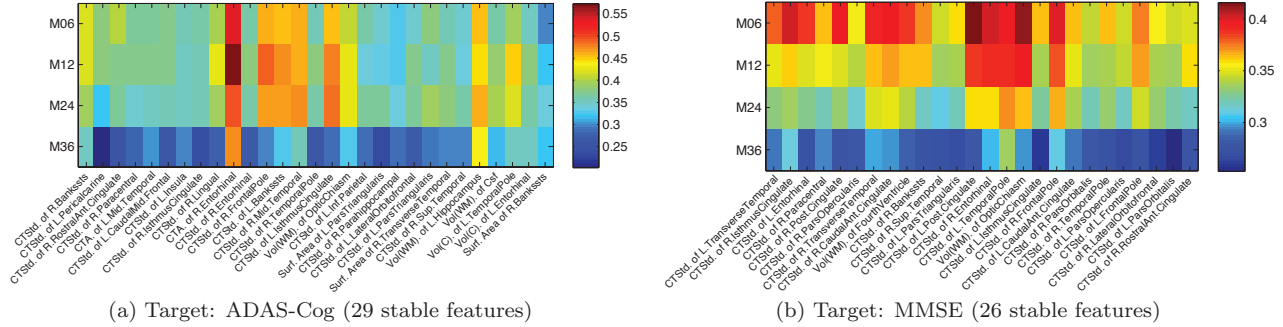 M06
M12
M24
M36
0.55
0.5
0.45
0.4
0.35
0.3
0.25
CTStd. of R.Bankssts
CTStd. of L.Pericalcarine
CTStd. of R.RostralAnt.Cingulate
CTStd. of R.Paracentral
CTA. of L.Mid.Temporal
CTStd. of L.CaudalMid.Frontal
CTStd. of L.Insula
CTStd. of R.IsthmusCingulate
CTA. of R.Lingual
CTStd. of R.Entorhinal
CTStd. of R.FrontalPole
CTStd. of L.Bankssts
CTStd. of R.Mid.Temporal
CTStd. of L.IsthmusCingulate
Vol(WM). of OpticChiasm
Surf. Area of L.Inf.Parietal
CTStd. of L.ParsTriangularis
CTStd. of L.LateralOrbitofrontal
CTStd. of L.ParsTriangularis
Surf. Area of R.TransverseTemporal
CTStd. of R.Sup.Temporal
Vol(WM). of L.Hippocampus
Vol(WM). of Csf
Vol(C). of L.TemporalPole
Vol(C). of L.Entorhinal
Surf. Area of R.Bankssts
(a) Target: ADAS-Cog (29 stable features)
M06
M12
M24
M36
0.4
0.35
0.3
CTStd. of L.TransverseTemporal
CTStd. of R.IsthmusCingulate
CTStd. of L.Entorhinal
CTStd. of R.Paracentral
CTStd. of R.Post.Cingulate
CTStd. of R.ParsOpercularis
CTStd. of R.TransverseTemporal
CTStd. of R.CaudalAnt.Cingulate
Vol(WM). of FourthVentricle
CTStd. of R.Bankssts
CTStd. of R.Sup.Temporal
CTStd. of L.ParsTriangularis
CTStd. of L.Post.Cingulate
CTStd. of R.Entorhinal
CTStd. of L.TemporalPole
Vol(WM). of OpticChiasm
CTStd. of L.IsthmusCingulate
CTStd. of R.FrontalPole
CTStd. of L.CaudalAnt.Cingulate
CTStd. of R.ParsOrbitalis
CTStd. of R.TemporalPole
CTStd. of L.ParsOpercularis
CTStd. of L.FrontalPole
CTStd. of R.LateralOrbitofrontal
CTStd. of L.ParsOrbitalis
CTStd. of R.RostralAnt.Cingulate
(b) Target: MMSE (26 stable features)